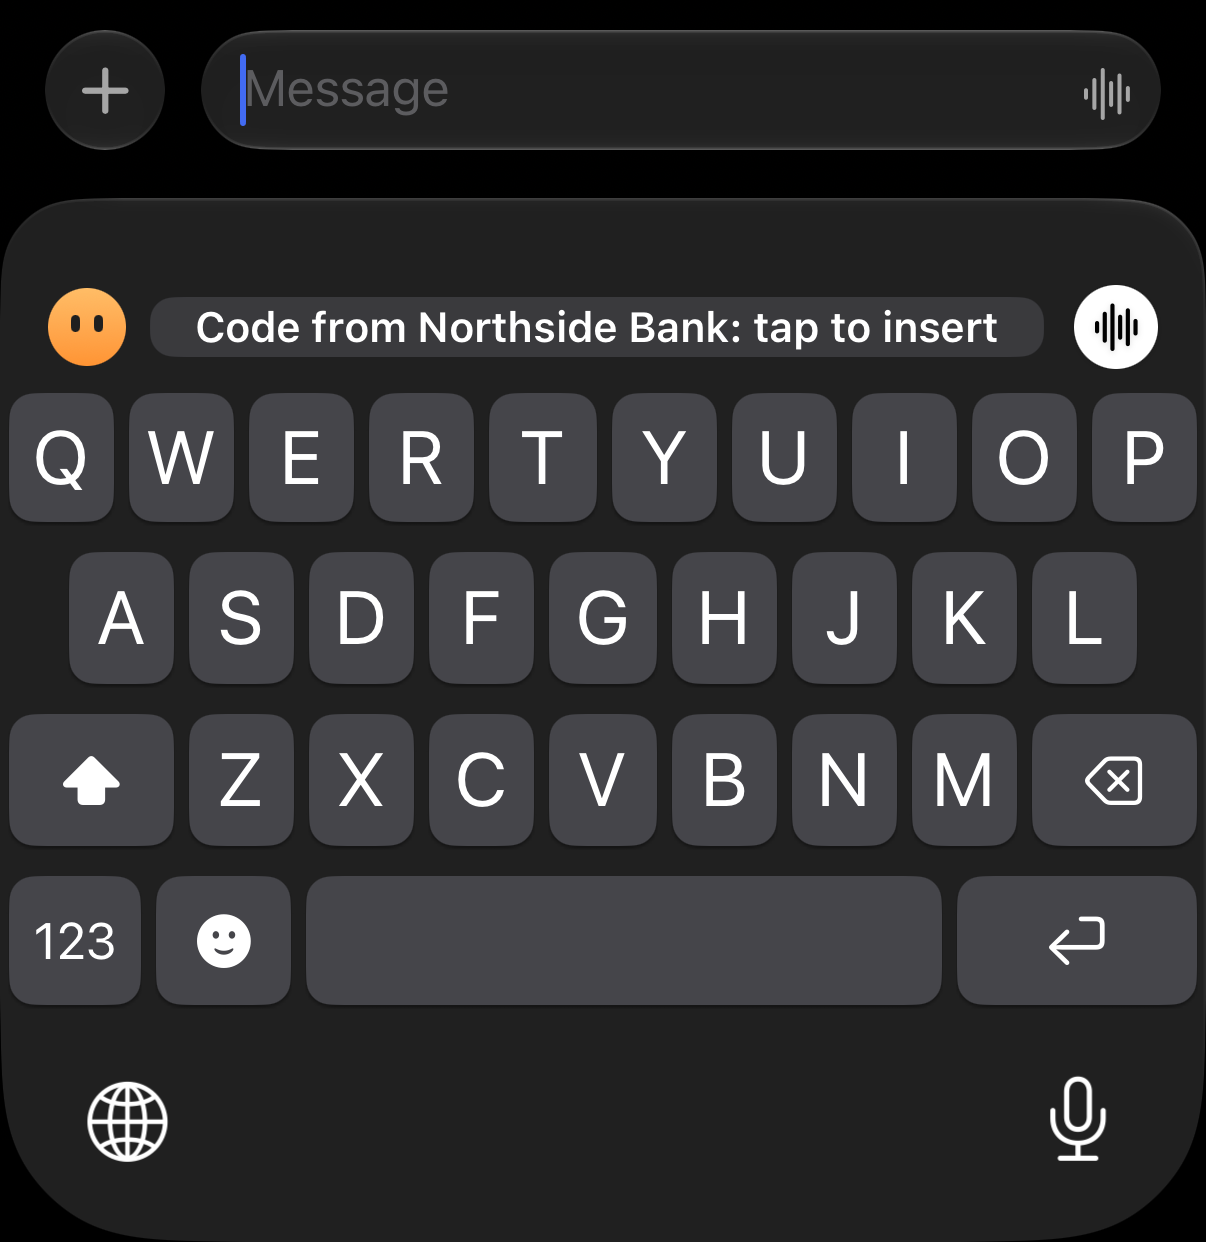 Message
Code from Northside Bank: tap to insert
Q W E R T Y U I O P
A S D F G H J K L
Z X C V B N M
123